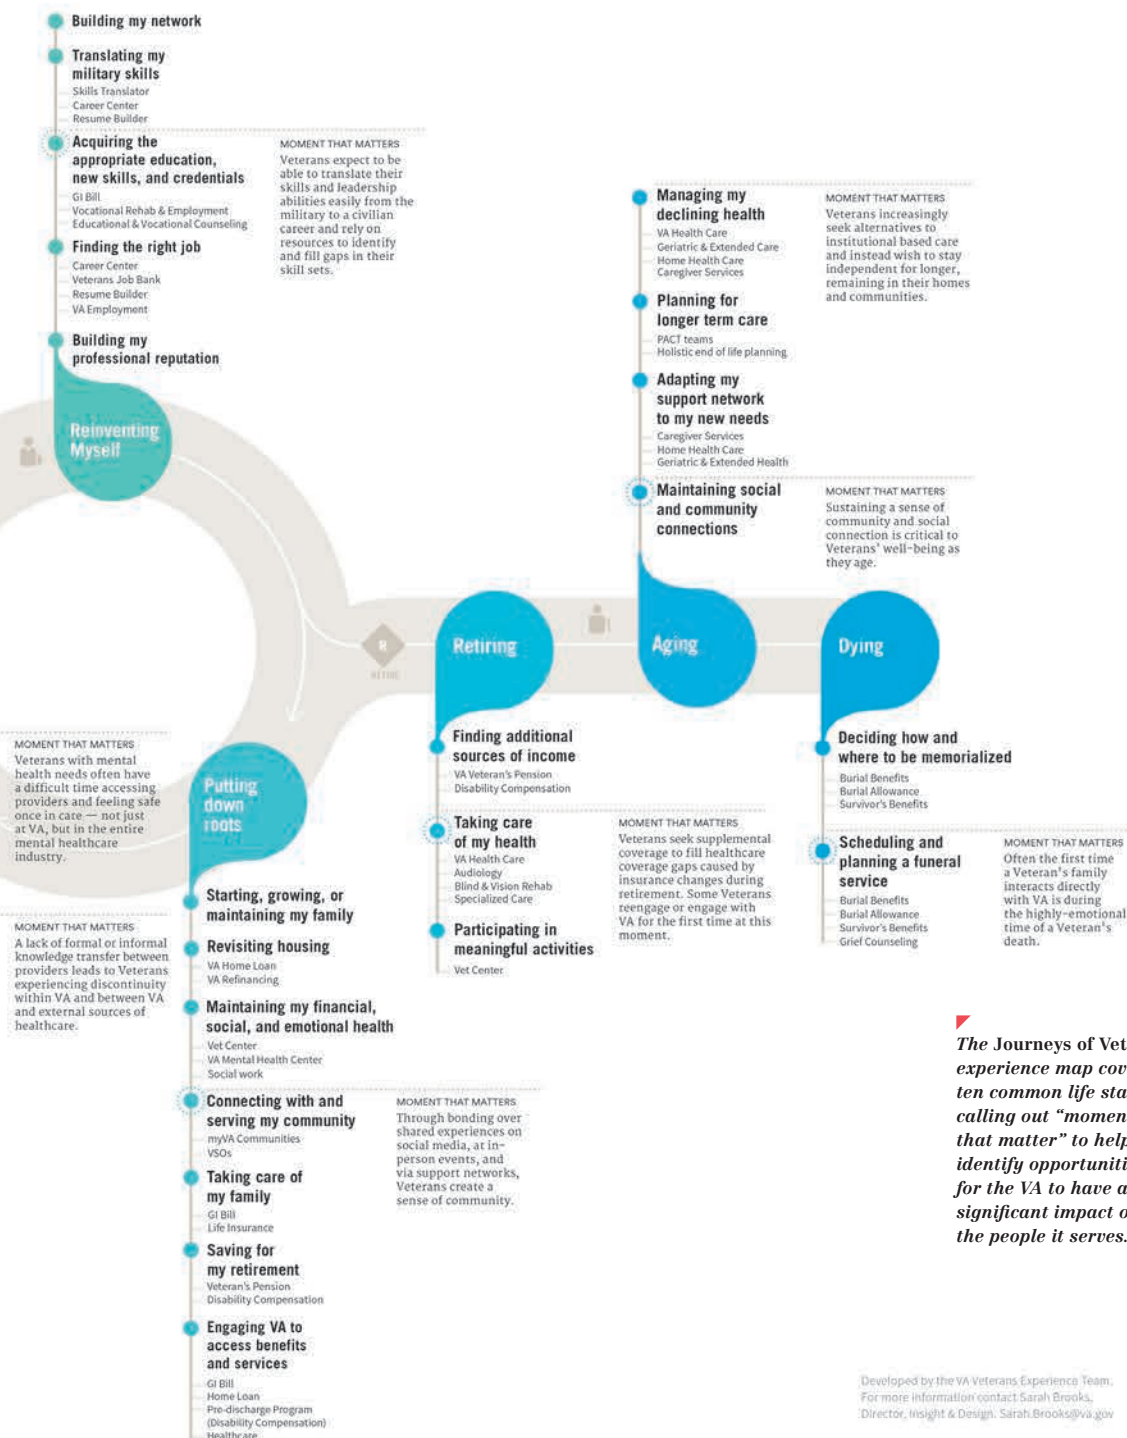 Building my network
Translating my
military skills
Skills Translator
Career Center
Resume Builder
Acquiring the
appropriate education,
new skills, and credentials
GI Bill
Vocational Rehab & Employment
Educational & Vocational Counseling
MOMENT THAT MATTERS
Veterans expect to be
able to translate their
skills and leadership
abilities easily from the
military to a civilian
career and rely on
resources to identify
and fill gaps in their
skill sets.
Finding the right job
Career Center
Veterans Job Bank
Resume Builder
VA Employment
Building my
professional reputation
Reinventing
Myself
Managing my
declining health
VA Health Care
Geriatric & Extended Care
Home Health Care
Caregiver Services
MOMENT THAT MATTERS
Veterans increasingly
seek alternatives to
institutional based care
and instead wish to stay
independent for longer,
remaining in their homes
and communities.
Planning for
longer term care
PACT teams
Holistic end of life planning
Adapting my
support network
to my new needs
Caregiver Services
Home Health Care
Geriatric & Extended Health
Maintaining social
and community
connections
MOMENT THAT MATTERS
Sustaining a sense of
community and social
connection is critical to
Veterans' well-being as
they age.
R
RETIRE
Retiring
Aging
Dying
MOMENT THAT MATTERS
Veterans with mental
health needs often have
a difficult time accessing
providers and feeling safe
once in care — not just
at VA, but in the entire
mental healthcare
industry.
MOMENT THAT MATTERS
A lack of formal or informal
knowledge transfer between
providers leads to Veterans
experiencing discontinuity
within VA and between VA
and external sources of
healthcare.
Putting
down
roots
Starting, growing, or
maintaining my family
Revisiting housing
VA Home Loan
VA Refinancing
Maintaining my financial,
social, and emotional health
Vet Center
VA Mental Health Center
Social work
Connecting with and
serving my community
myVA Communities
VSOs
MOMENT THAT MATTERS
Through bonding over
shared experiences on
social media, at in-
person events, and
via support networks,
Veterans create a
sense of community.
Taking care of
my family
GI Bill
Life Insurance
Saving for
my retirement
Veteran's Pension
Disability Compensation
Engaging VA to
access benefits
and services
GI Bill
Home Loan
Pre-discharge Program
(Disability Compensation)
Healthcare
Finding additional
sources of income
VA Veteran's Pension
Disability Compensation
Taking care
of my health
VA Health Care
Audiology
Blind & Vision Rehab
Specialized Care
MOMENT THAT MATTERS
Veterans seek supplemental
coverage to fill healthcare
coverage gaps caused by
insurance changes during
retirement. Some Veterans
reengage or engage with
VA for the first time at this
moment.
Participating in
meaningful activities
Vet Center
Deciding how and
where to be memorialized
Burial Benefits
Burial Allowance
Survivor's Benefits
Scheduling and
planning a funeral
service
Burial Benefits
Burial Allowance
Survivor's Benefits
Grief Counseling
MOMENT THAT MATTERS
Often the first time
a Veteran's family
interacts directly
with VA is during
the highly-emotional
time of a Veteran's
death.
The Journeys of Vet
experience map cov
ten common life sta
calling out “momen
that matter” to help
identify opportuniti
for the VA to have a
significant impact o
the people it serves.
Developed by the VA Veterans Experience Team.
For more information contact Sarah Brooks,
Director, Insight & Design. Sarah.Brooks@va.gov